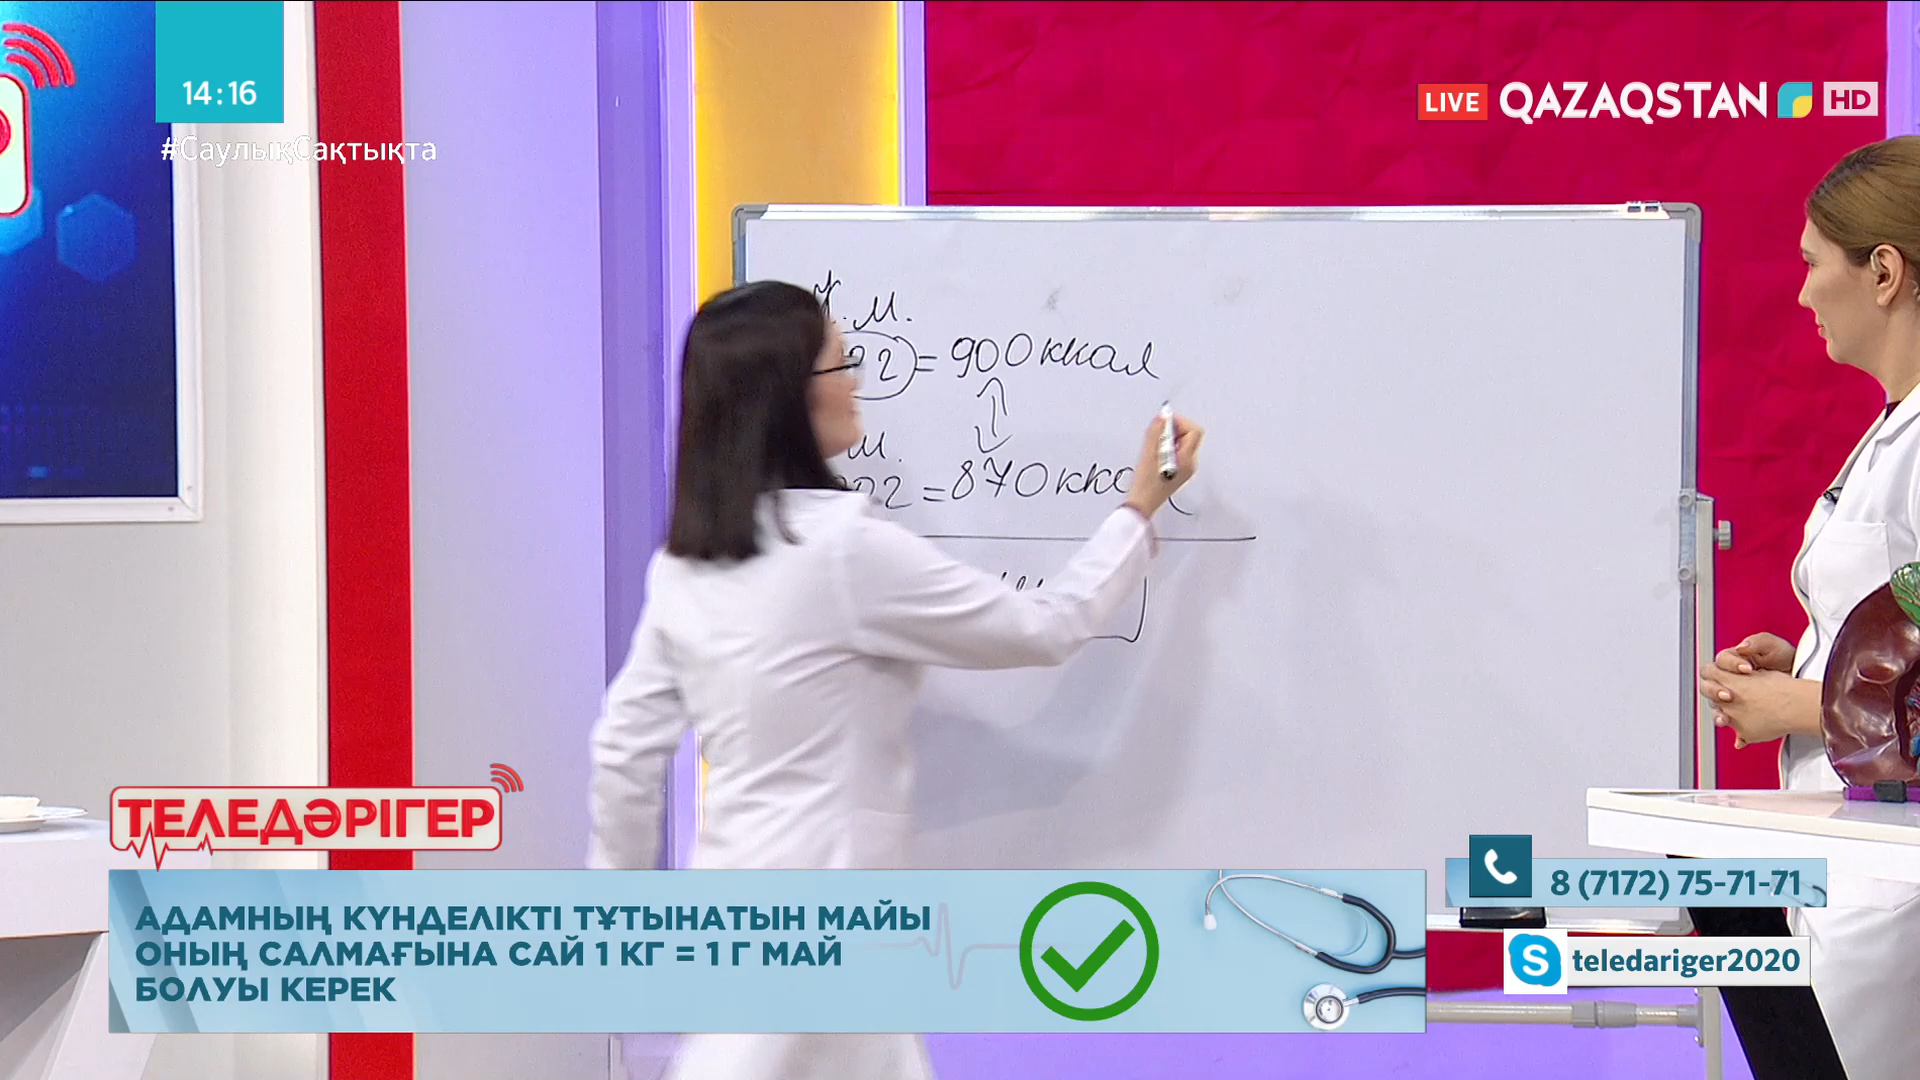 14:16
#СаулықСақтықта
LIVE QAZAQSTAN HD
.м.
= 900 ккал
м.
= 870
ТЕЛЕДӘРІГЕР
АДАМНЫҢ КҮНДЕЛІКТІ ТҰТЫНАТЫН МАЙЫ
ОНЫҢ САЛМАҒЫНА САЙ 1 КГ = 1 Г МАЙ
БОЛУЫ КЕРЕК
8 (7172) 75-71-71
teledariger2020